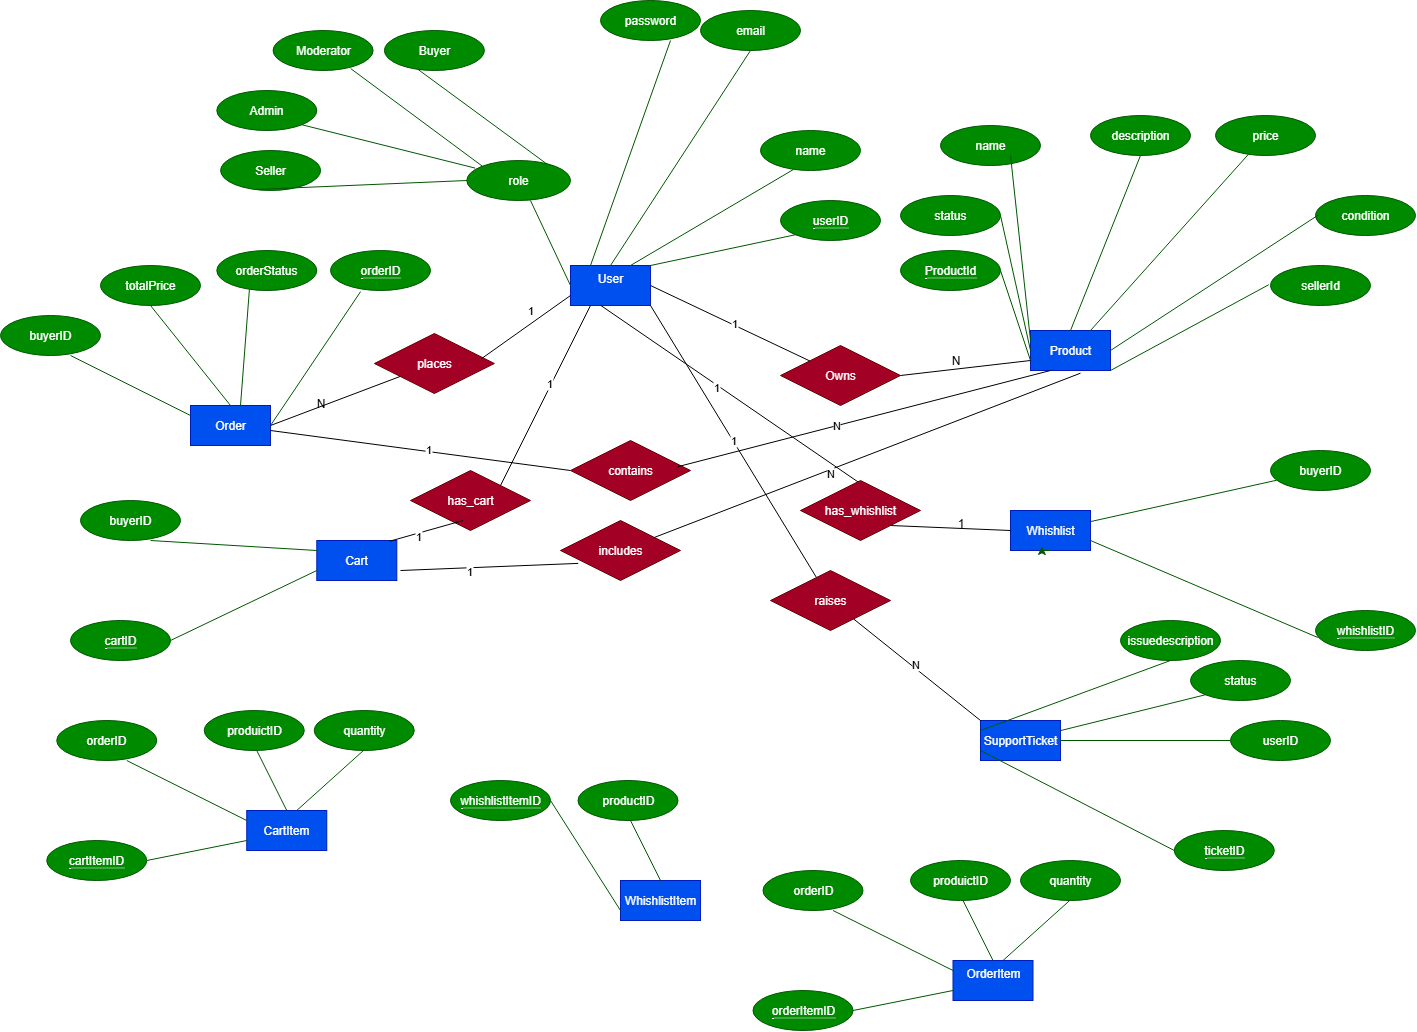 password
email
Moderator
Buyer
Admin
Seller
role
name
userID
name
description
price
status
condition
ProductId
sellerId
User
totalPrice
orderStatus
orderID
buyerID
1
places
N
Order
1
Owns
N
Product
1
1
contains
N
1
1
has_cart
1
includes
N
1
has_whishlist
1
Whishlist
buyerID
whishlistID
buyerID
Cart
cartID
1
raises
N
issuedescription
status
SupportTicket
userID
ticketID
orderID
produictID
quantity
CartItem
cartItemID
whishlistItemID
productID
WhishlistItem
orderID
produictID
quantity
OrderItem
orderItemID